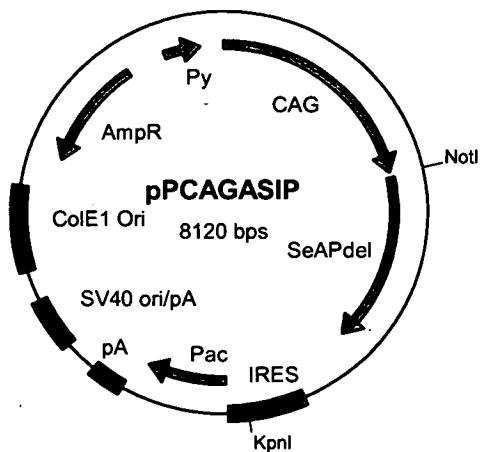 Py
CAG
AmpR
NotI
pPCAGASIP
ColE1 Ori
8120 bps
SeAPdel
SV40 ori/pA
pA
Pac
IRES
KpnI